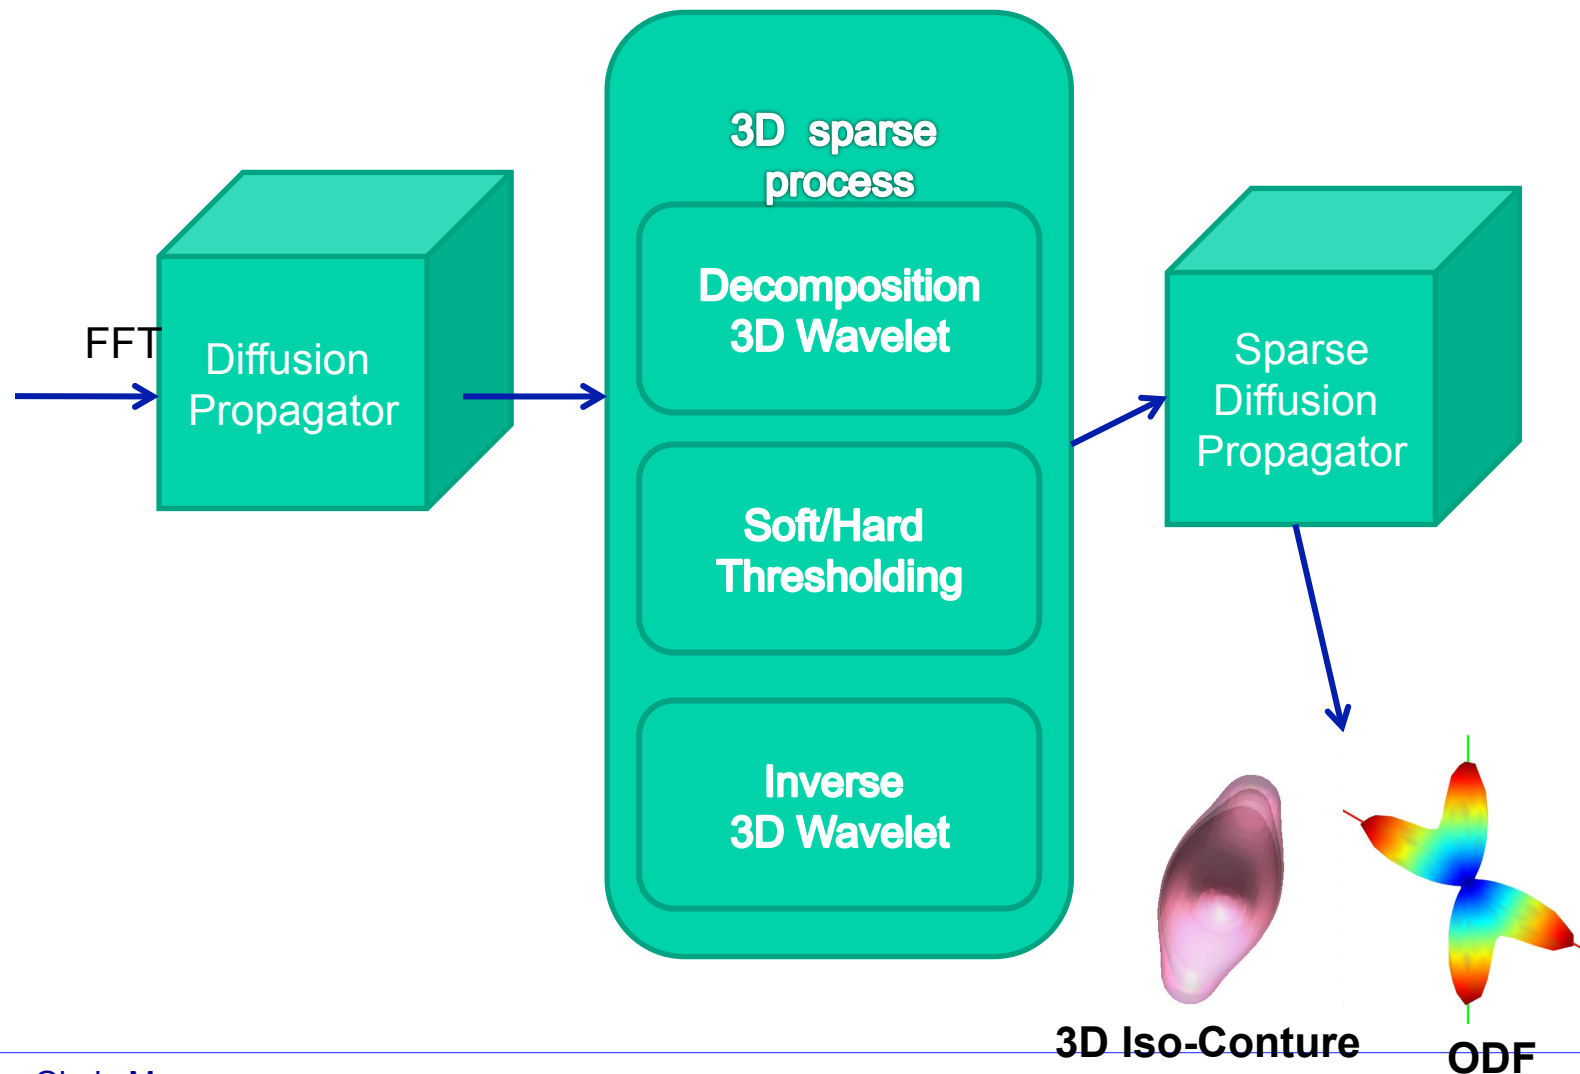 FFT
Diffusion
Propagator
3D sparse
process
Decomposition
3D Wavelet
Soft/Hard
Thresholding
Inverse
3D Wavelet
Sparse
Diffusion
Propagator
3D Iso-Conture
ODF